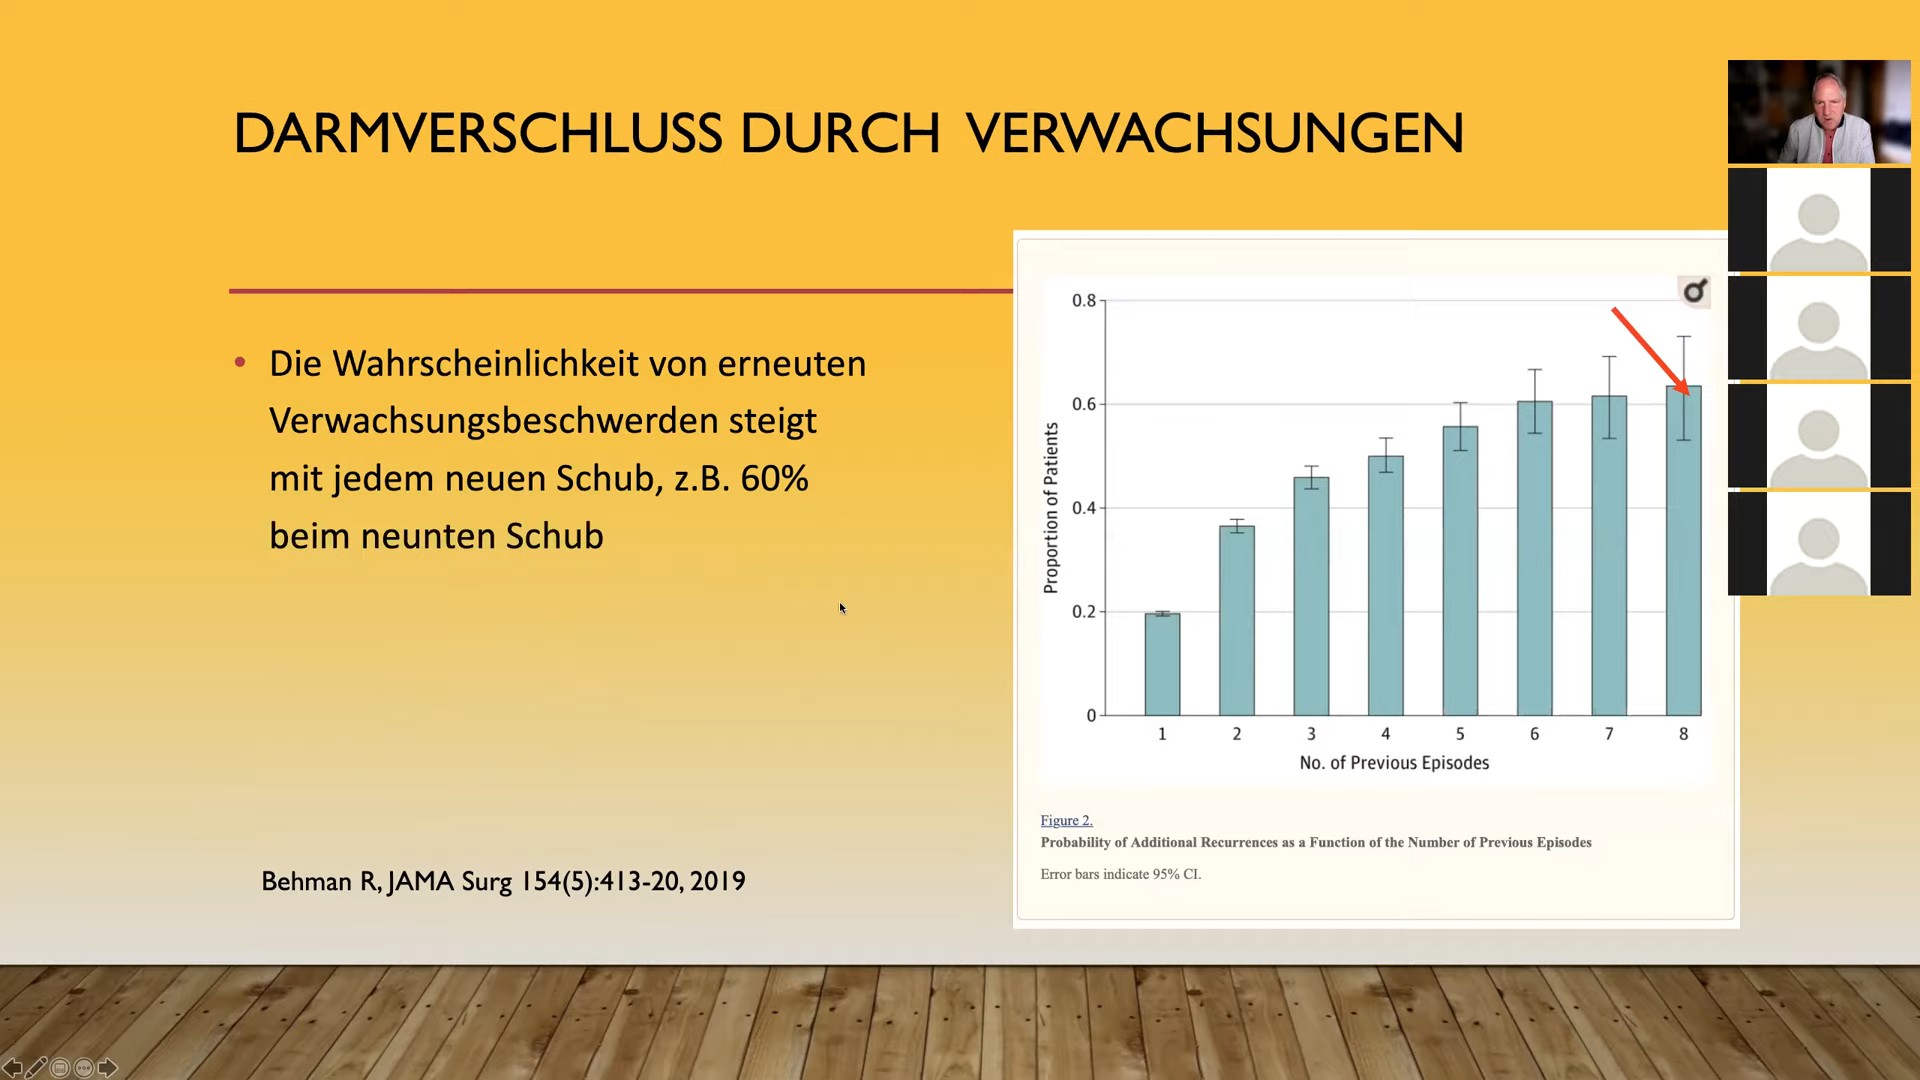 DARMVERSCHLUSS DURCH VERWACHSUNGEN
Die Wahrscheinlichkeit von erneuten
Verwachsungsbeschwerden steigt
mit jedem neuen Schub, z.B. 60%
beim neunten Schub
Behman R, JAMA Surg 154(5):413-20, 2019
Proportion of Patients
0.8
0.6
0.4
0.2
0
1 2 3 4 5 6 7 8
No. of Previous Episodes
Figure 2.
Probability of Additional Recurrences as a Function of the Number of Previous Episodes
Error bars indicate 95% CI.